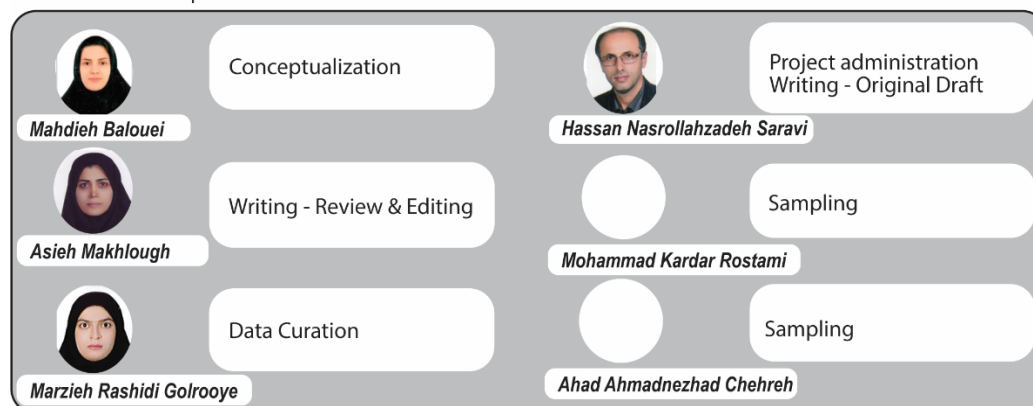 Conceptualization
Mahdieh Balouei
Writing - Review & Editing
Asieh Makhlough
Data Curation
Marzieh Rashidi Golrooye
Project administration
Writing - Original Draft
Hassan Nasrollahzadeh Saravi
Sampling
Mohammad Kardar Rostami
Sampling
Ahad Ahmadnezhad Chehreh